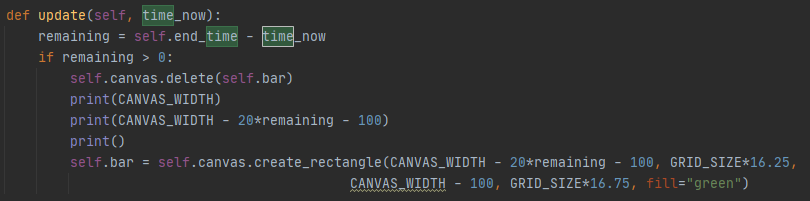 def update(self, time_now):
    remaining = self.end_time - time_now
    if remaining > 0:
        self.canvas.delete(self.bar)
        print(CANVAS_WIDTH)
        print(CANVAS_WIDTH - 20*remaining - 100)
        print()
        self.bar = self.canvas.create_rectangle(CANVAS_WIDTH - 20*remaining - 100, GRID_SIZE*16.25,
                                           CANVAS_WIDTH - 100, GRID_SIZE*16.75, fill="green")